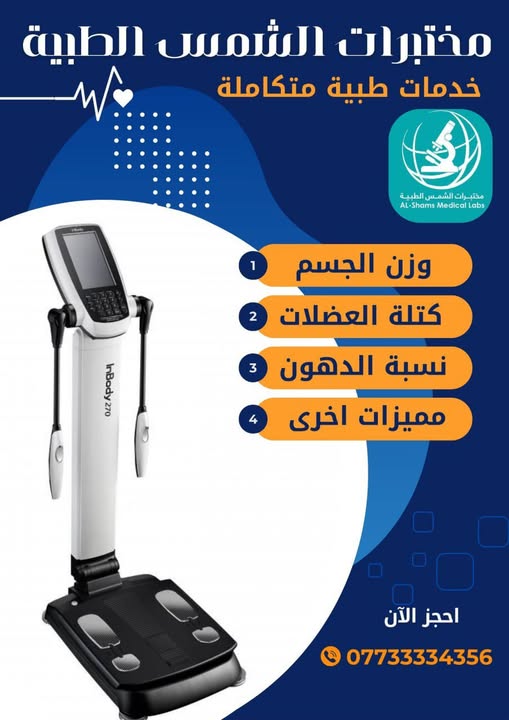 مختبرات الشمس الطبية
خدمات طبية متكاملة
مختبرات الشمس الطبية
AL-Shams Medical Labs
1 وزن الجسم
2 كتلة العضلات
3 نسبة الدهون
4 مميزات اخرى
InBody
InBody 270
احجز الآن
07733334356